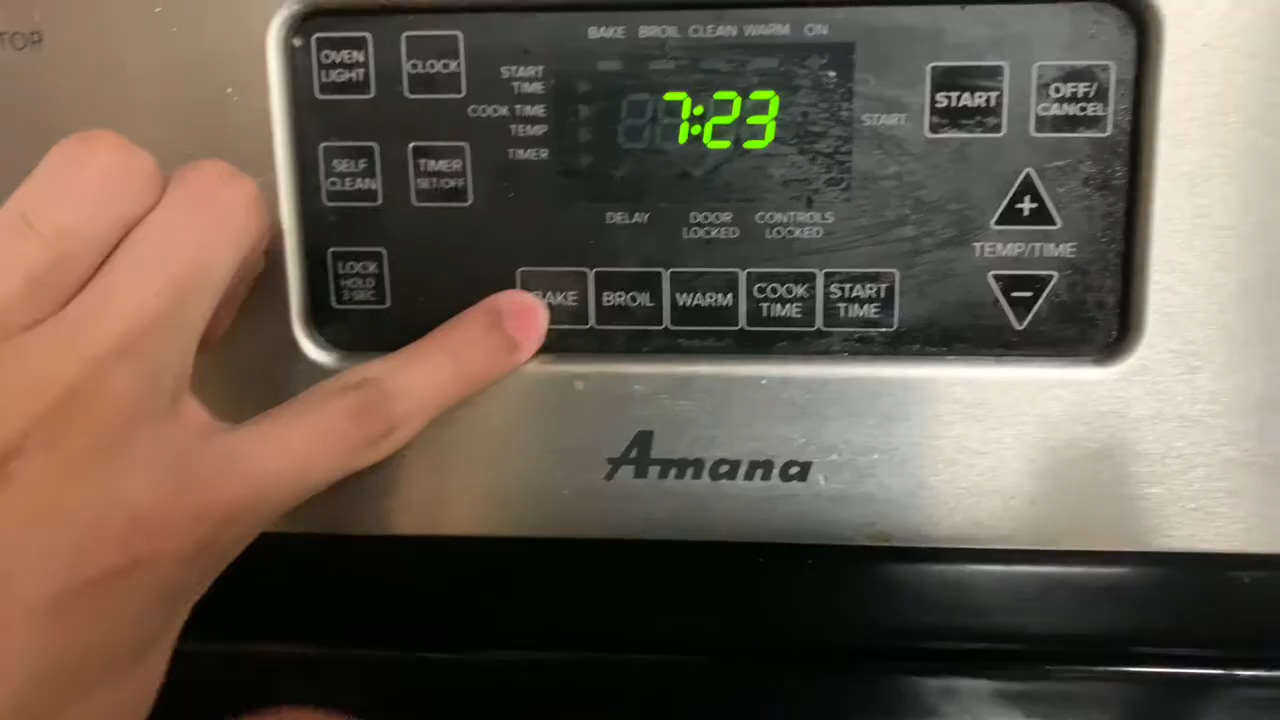 TOP
OVEN
LIGHT
CLOCK
SELF
CLEAN
TIMER
SET/OFF
LOCK
HOLD
3 SEC
BAKE BROIL CLEAN WARM ON
START
TIME
COOK TIME
TEMP
TIMER
7:23
START
DELAY
DOOR
LOCKED
CONTROLS
LOCKED
BAKE
BROIL
WARM
COOK
TIME
START
TIME
START
OFF/
CANCEL
+
TEMP/TIME
-
Amana